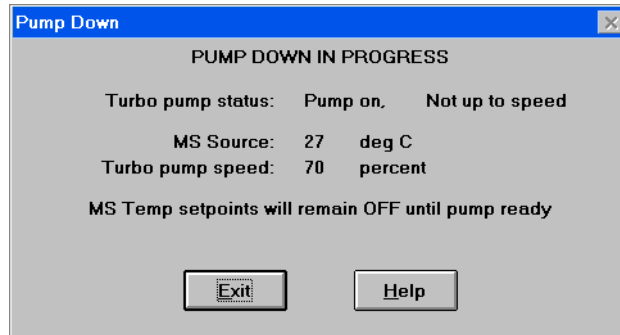 Pump Down
PUMP DOWN IN PROGRESS
Turbo pump status: Pump on, Not up to speed
MS Source: 27 deg C
Turbo pump speed: 70 percent
MS Temp setpoints will remain OFF until pump ready
Exit Help